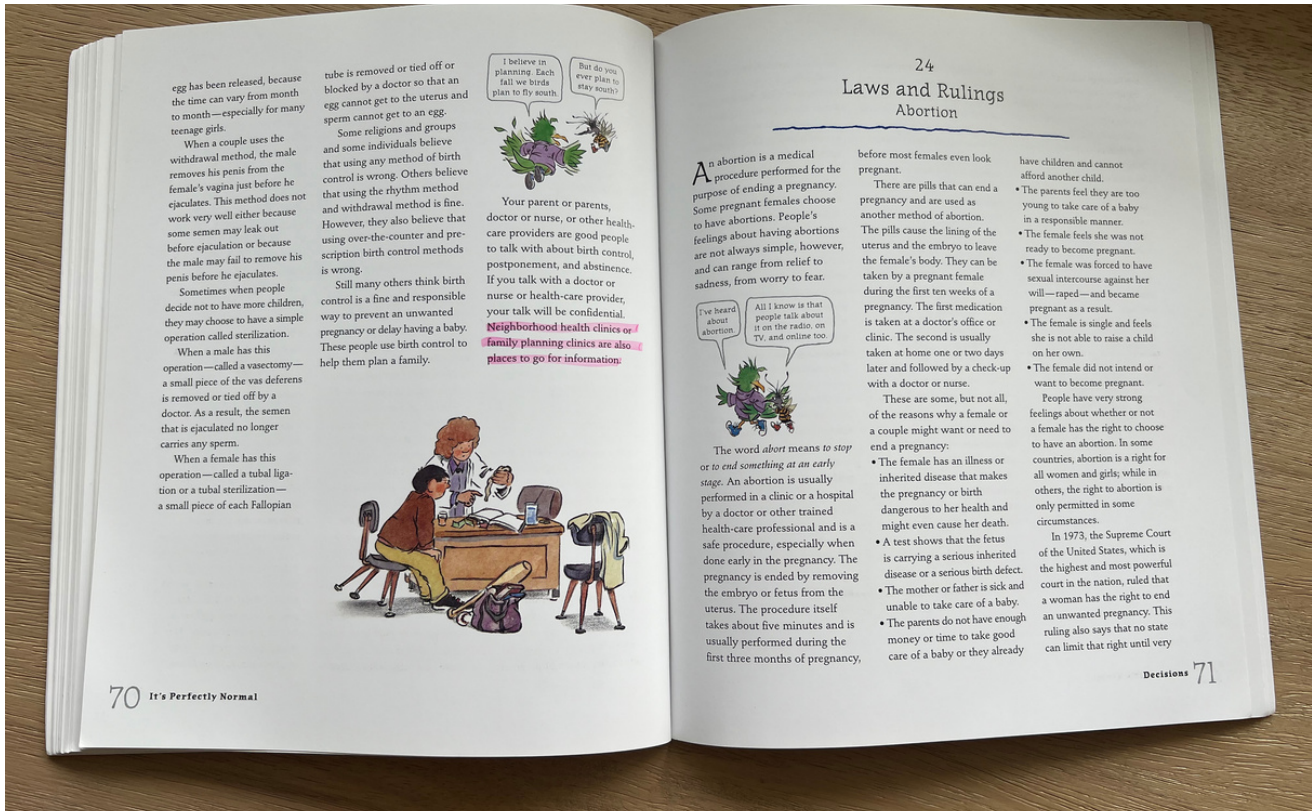 egg has been released, because
the time can vary from month
to month—especially for many
teenage girls.
When a couple uses the
withdrawal method, the male
removes his penis from the
female's vagina just before he
ejaculates. This method does not
work very well either because
some semen may leak out
before ejaculation or because
the male may fail to remove his
penis before he ejaculates.
Sometimes when people
decide not to have more children,
they may choose to have a simple
operation called sterilization.
When a male has this
operation—called a vasectomy—
a small piece of the vas deferens
is removed or tied off by a
doctor. As a result, the semen
that is ejaculated no longer
carries any sperm.
When a female has this
operation—called a tubal liga-
tion or a tubal sterilization—
a small piece of each Fallopian
tube is removed or tied off or
blocked by a doctor so that an
egg cannot get to the uterus and
sperm cannot get to an egg.
Some religions and groups
and some individuals believe
that using any method of birth
control is wrong. Others believe
that using the rhythm method
and withdrawal method is fine.
However, they also believe that
using over-the-counter and pre-
scription birth control methods
is wrong.
Still many others think birth
control is a fine and responsible
way to prevent an unwanted
pregnancy or delay having a baby.
These people use birth control to
help them plan a family.
I believe in
planning. Each
fall we birds
plan to fly south.
But do you
ever plan to
stay south?
Your parent or parents,
doctor or nurse, or other health-
care providers are good people
to talk with about birth control,
postponement, and abstinence.
If you talk with a doctor or
nurse or health-care provider,
your talk will be confidential.
Neighborhood health clinics or
family planning clinics are also
places to go for information.
70 It's Perfectly Normal
24
Laws and Rulings
Abortion
An abortion is a medical
procedure performed for the
purpose of ending a pregnancy.
Some pregnant females choose
to have abortions. People's
feelings about having abortions
are not always simple, however,
and can range from relief to
sadness, from worry to fear.
I've heard
about
abortion.
All I know is that
people talk about
it on the radio, on
TV, and online too.
The word abort means to stop
or to end something at an early
stage. An abortion is usually
performed in a clinic or a hospital
by a doctor or other trained
health-care professional and is a
safe procedure, especially when
done early in the pregnancy. The
pregnancy is ended by removing
the embryo or fetus from the
uterus. The procedure itself
takes about five minutes and is
usually performed during the
first three months of pregnancy,
before most females even look
pregnant.
There are pills that can end a
pregnancy and are used as
another method of abortion.
The pills cause the lining of the
uterus and the embryo to leave
the female's body. They can be
taken by a pregnant female
during the first ten weeks of a
pregnancy. The first medication
is taken at a doctor's office or
clinic. The second is usually
taken at home one or two days
later and followed by a check-up
with a doctor or nurse.
These are some, but not all,
of the reasons why a female or
a couple might want or need to
end a pregnancy:
• The female has an illness or
inherited disease that makes
the pregnancy or birth
dangerous to her health and
might even cause her death.
• A test shows that the fetus
is carrying a serious inherited
disease or a serious birth defect.
• The mother or father is sick and
unable to take care of a baby.
• The parents do not have enough
money or time to take good
care of a baby or they already
have children and cannot
afford another child.
• The parents feel they are too
young to take care of a baby
in a responsible manner.
• The female feels she was not
ready to become pregnant.
• The female was forced to have
sexual intercourse against her
will—raped—and became
pregnant as a result.
• The female is single and feels
she is not able to raise a child
on her own.
• The female did not intend or
want to become pregnant.
People have very strong
feelings about whether or not
a female has the right to choose
to have an abortion. In some
countries, abortion is a right for
all women and girls; while in
others, the right to abortion is
only permitted in some
circumstances.
In 1973, the Supreme Court
of the United States, which is
the highest and most powerful
court in the nation, ruled that
a woman has the right to end
an unwanted pregnancy. This
ruling also says that no state
can limit that right until very
Decisions 71